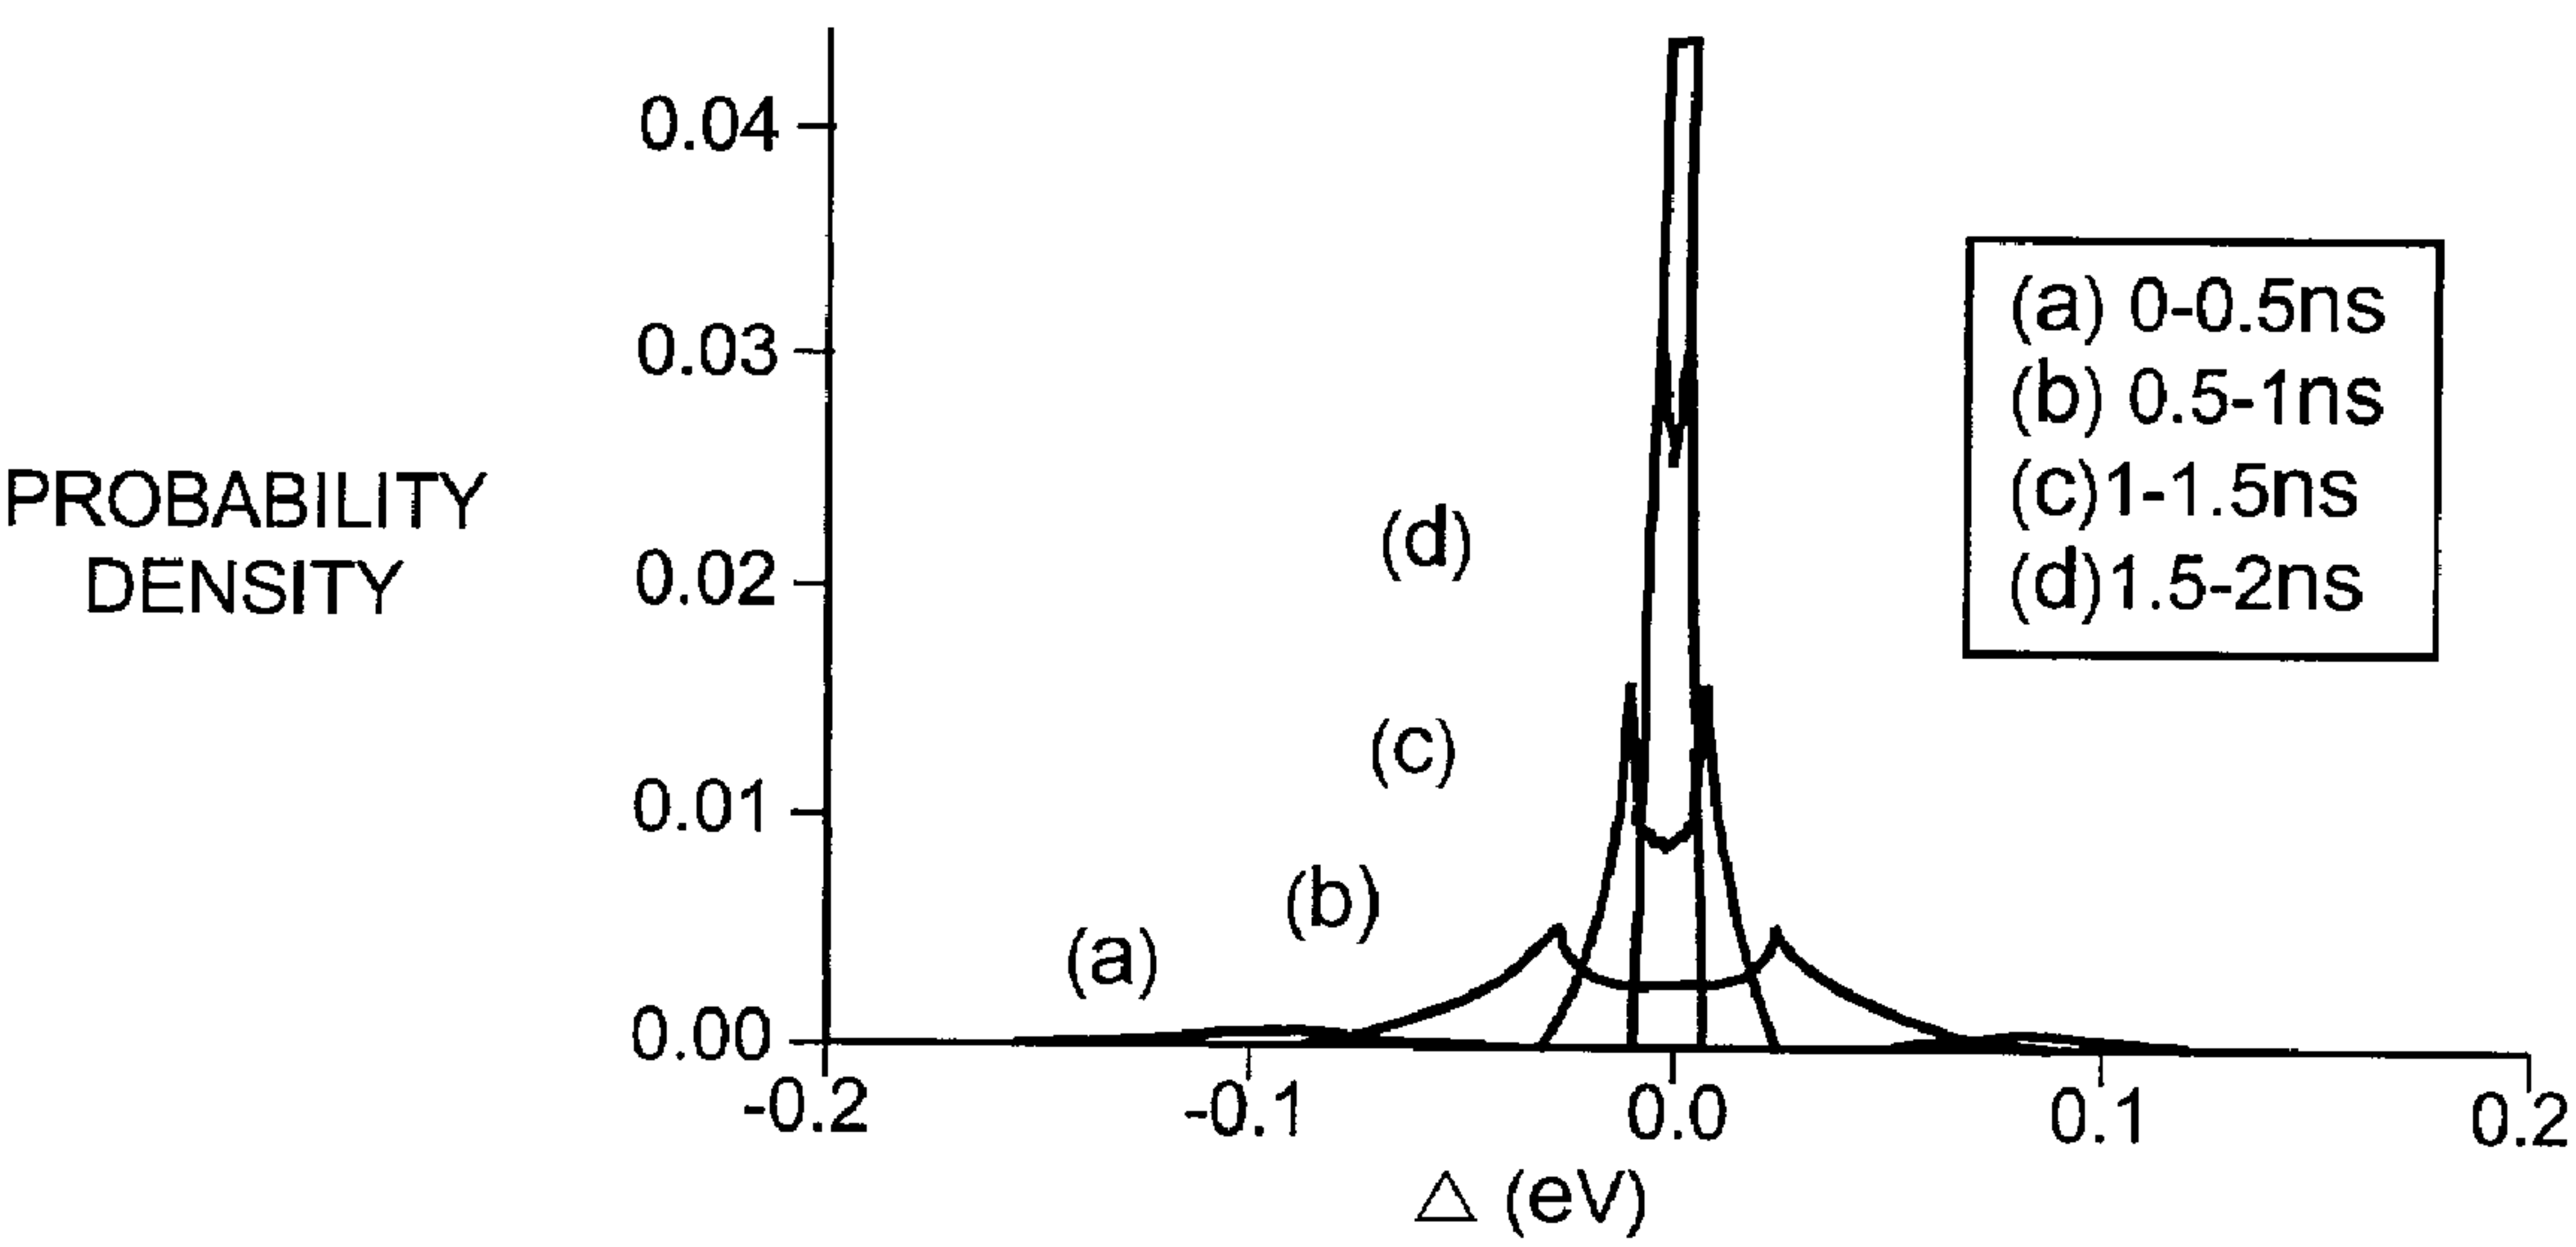 0.04
0.03
0.02
0.01
0.00
PROBABILITY
DENSITY
(a) 0-0.5ns
(b) 0.5-1ns
(c)1-1.5ns
(d)1.5-2ns
(d)
(c)
(b)
(a)
-0.2 -0.1 0.0 0.1 0.2
△ (eV)